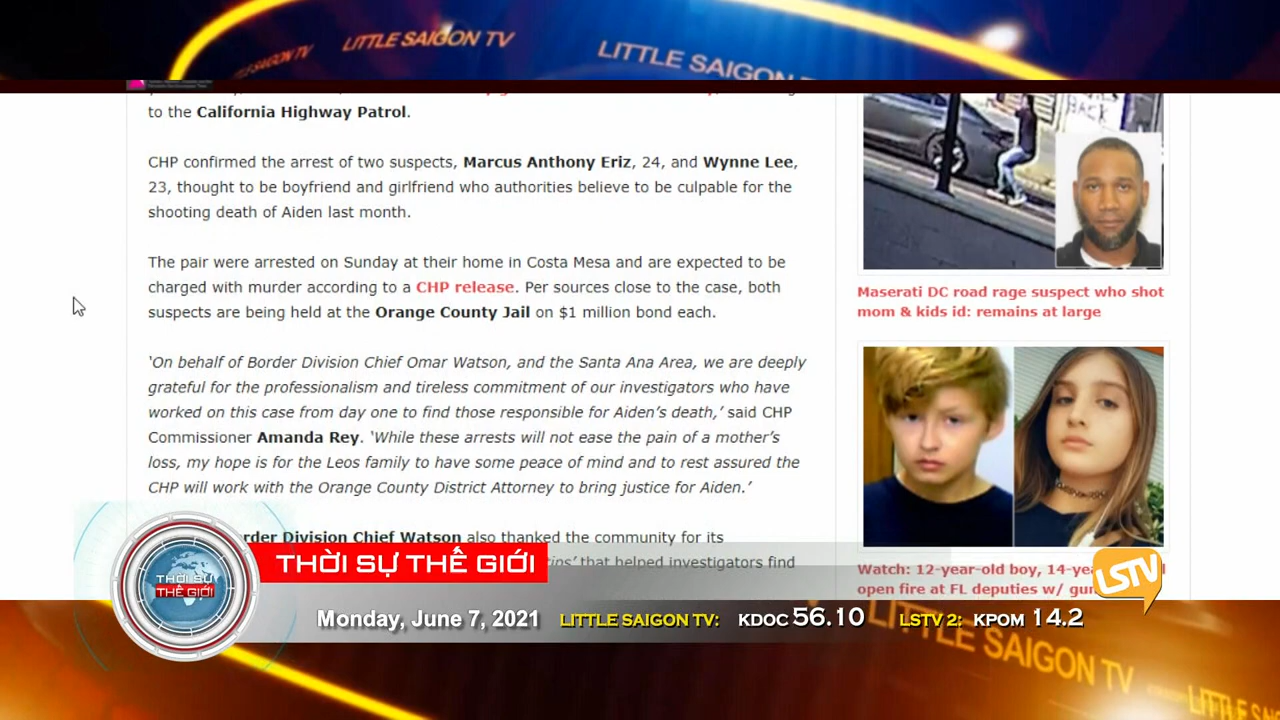 LITTLE SAIGON TV
LITTLE SAIGON TV
LITTLE SAIGON TV
to the California Highway Patrol.
CHP confirmed the arrest of two suspects, Marcus Anthony Eriz, 24, and Wynne Lee,
23, thought to be boyfriend and girlfriend who authorities believe to be culpable for the
shooting death of Aiden last month.
The pair were arrested on Sunday at their home in Costa Mesa and are expected to be
charged with murder according to a CHP release. Per sources close to the case, both
suspects are being held at the Orange County Jail on $1 million bond each.
‘On behalf of Border Division Chief Omar Watson, and the Santa Ana Area, we are deeply
grateful for the professionalism and tireless commitment of our investigators who have
worked on this case from day one to find those responsible for Aiden’s death,’ said CHP
Commissioner Amanda Rey. ‘While these arrests will not ease the pain of a mother’s
loss, my hope is for the Leos family to have some peace of mind and to rest assured the
CHP will work with the Orange County District Attorney to bring justice for Aiden.’
Division Chief Watson also thanked the community for its
that helped investigators find
BACK
Maserati DC road rage suspect who shot
mom & kids id: remains at large
Watch: 12-year-old boy,
open fire at FL deputies w/
LSTV
THỜI SỰ THẾ GIỚI
THỜI SỰ
THẾ GIỚI
Monday, June 7, 2021 LITTLE SAIGON TV: KDOC 56.10 LSTV 2: KPOM 14.2
LITTLE SAIGON TV
LITTLE